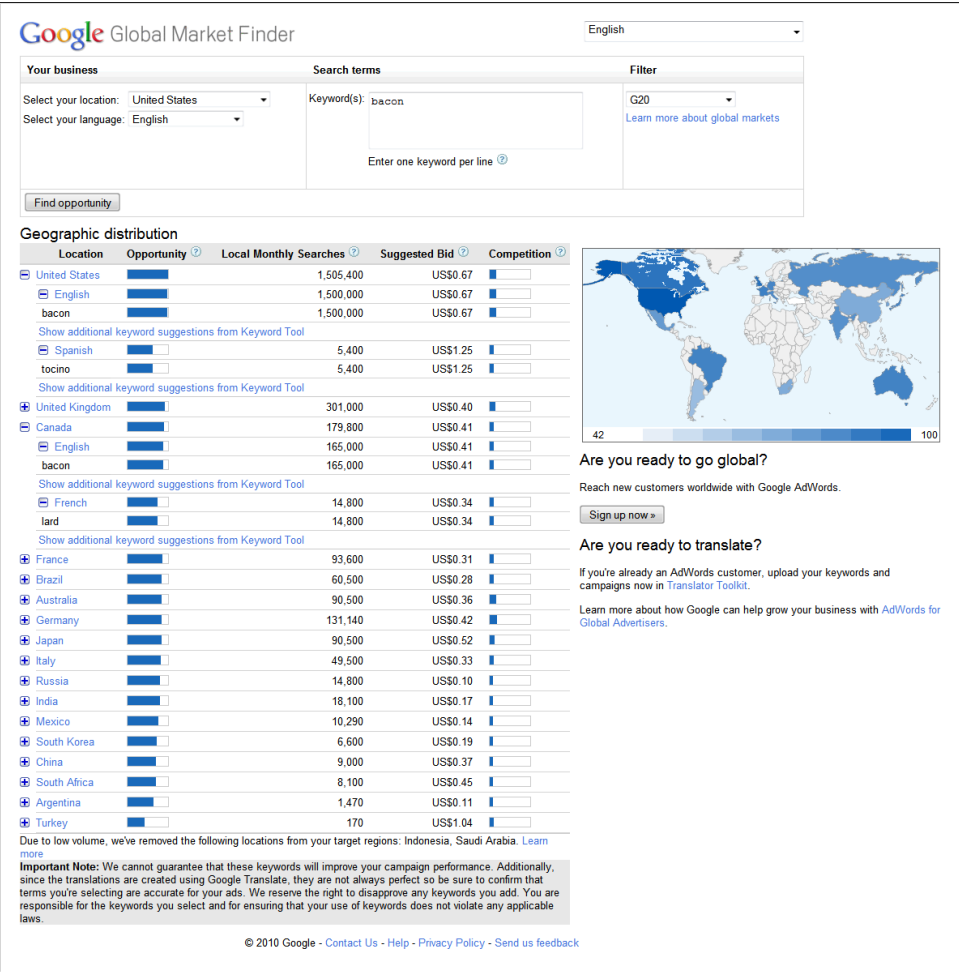 Google Global Market Finder
English
Your business Search terms Filter
Select your location: United States Keyword(s): bacon G20
Select your language: English Learn more about global markets
Enter one keyword per line ?
Find opportunity
Geographic distribution
Location Opportunity ? Local Monthly Searches ? Suggested Bid ? Competition ?
United States 1,505,400 US$0.67
English 1,500,000 US$0.67
bacon 1,500,000 US$0.67
Show additional keyword suggestions from Keyword Tool
Spanish 5,400 US$1.25
tocino 5,400 US$1.25
Show additional keyword suggestions from Keyword Tool
United Kingdom 301,000 US$0.40
Canada 179,800 US$0.41
English 165,000 US$0.41
bacon 165,000 US$0.41
Show additional keyword suggestions from Keyword Tool
French 14,800 US$0.34
lard 14,800 US$0.34
Show additional keyword suggestions from Keyword Tool
France 93,600 US$0.31
Brazil 60,500 US$0.28
Australia 90,500 US$0.36
Germany 131,140 US$0.42
Japan 90,500 US$0.52
Italy 49,500 US$0.33
Russia 14,800 US$0.10
India 18,100 US$0.17
Mexico 10,290 US$0.14
South Korea 6,600 US$0.19
China 9,000 US$0.37
South Africa 8,100 US$0.45
Argentina 1,470 US$0.11
Turkey 170 US$1.04
Due to low volume, we've removed the following locations from your target regions: Indonesia, Saudi Arabia. Learn
more
Important Note: We cannot guarantee that these keywords will improve your campaign performance. Additionally,
since the translations are created using Google Translate, they are not always perfect so be sure to confirm that
terms you're selecting are accurate for your ads. We reserve the right to disapprove any keywords you add. You are
responsible for the keywords you select and for ensuring that your use of keywords does not violate any applicable
laws.
42 100
Are you ready to go global?
Reach new customers worldwide with Google AdWords.
Sign up now »
Are you ready to translate?
If you're already an AdWords customer, upload your keywords and
campaigns now in Translator Toolkit.
Learn more about how Google can help grow your business with AdWords for
Global Advertisers.
© 2010 Google - Contact Us - Help - Privacy Policy - Send us feedback